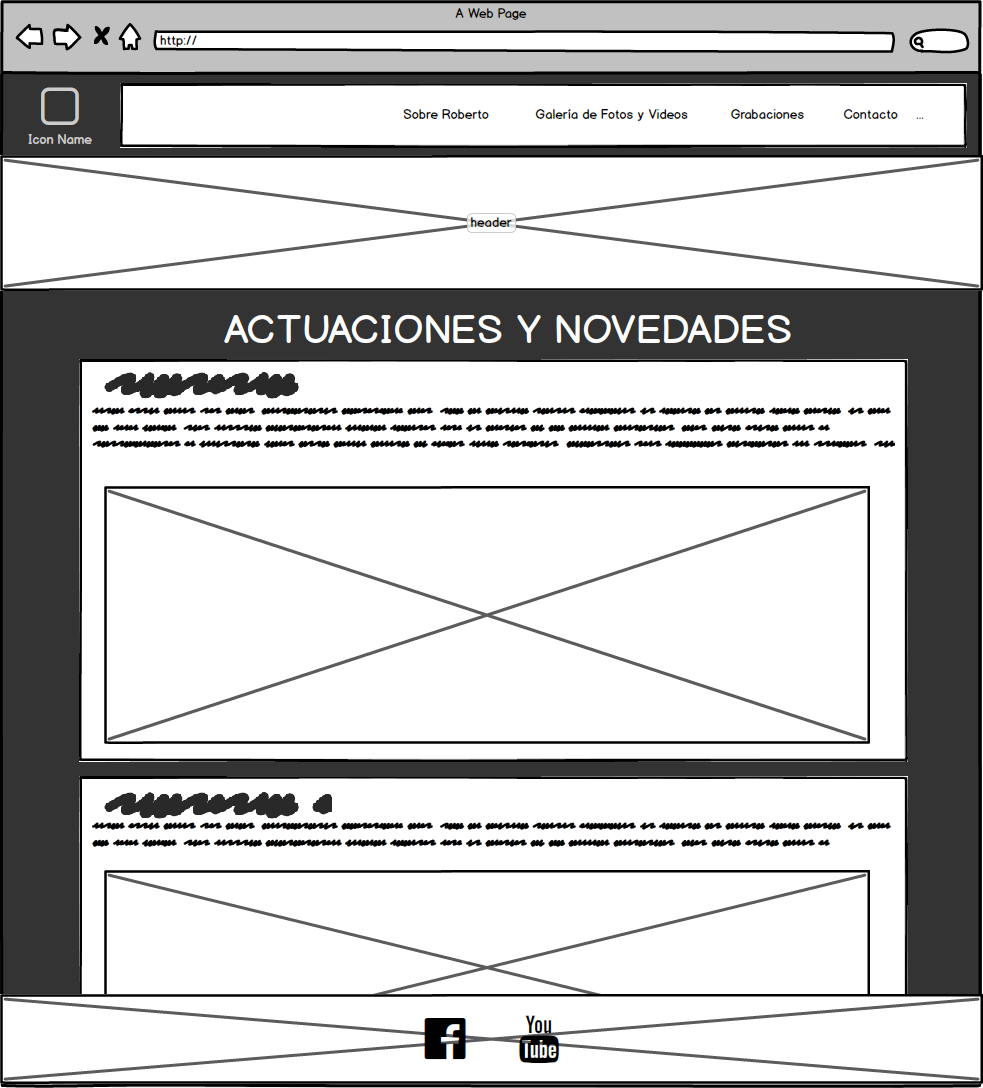 A Web Page
http://
Icon Name
Sobre Roberto Galería de Fotos y Videos Grabaciones Contacto ...
header
ACTUACIONES Y NOVEDADES
You
Tube